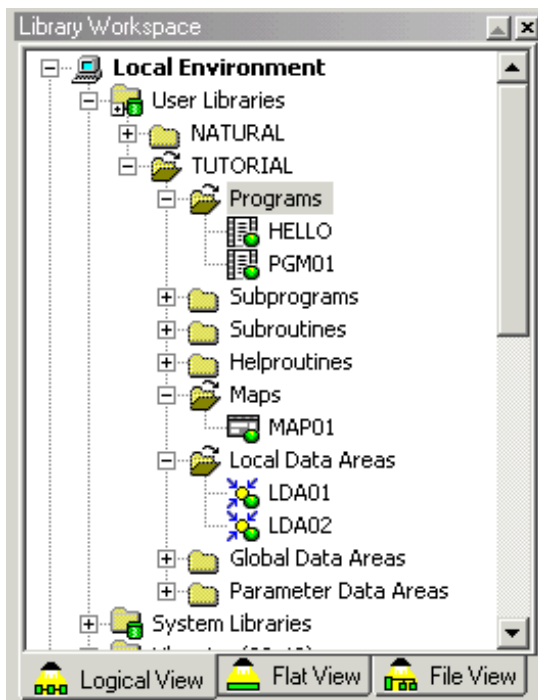 Library Workspace
Local Environment
User Libraries
NATURAL
TUTORIAL
Programs
HELLO
PGM01
Subprograms
Subroutines
Helproutines
Maps
MAP01
Local Data Areas
LDA01
LDA02
Global Data Areas
Parameter Data Areas
System Libraries
Logical View Flat View File View